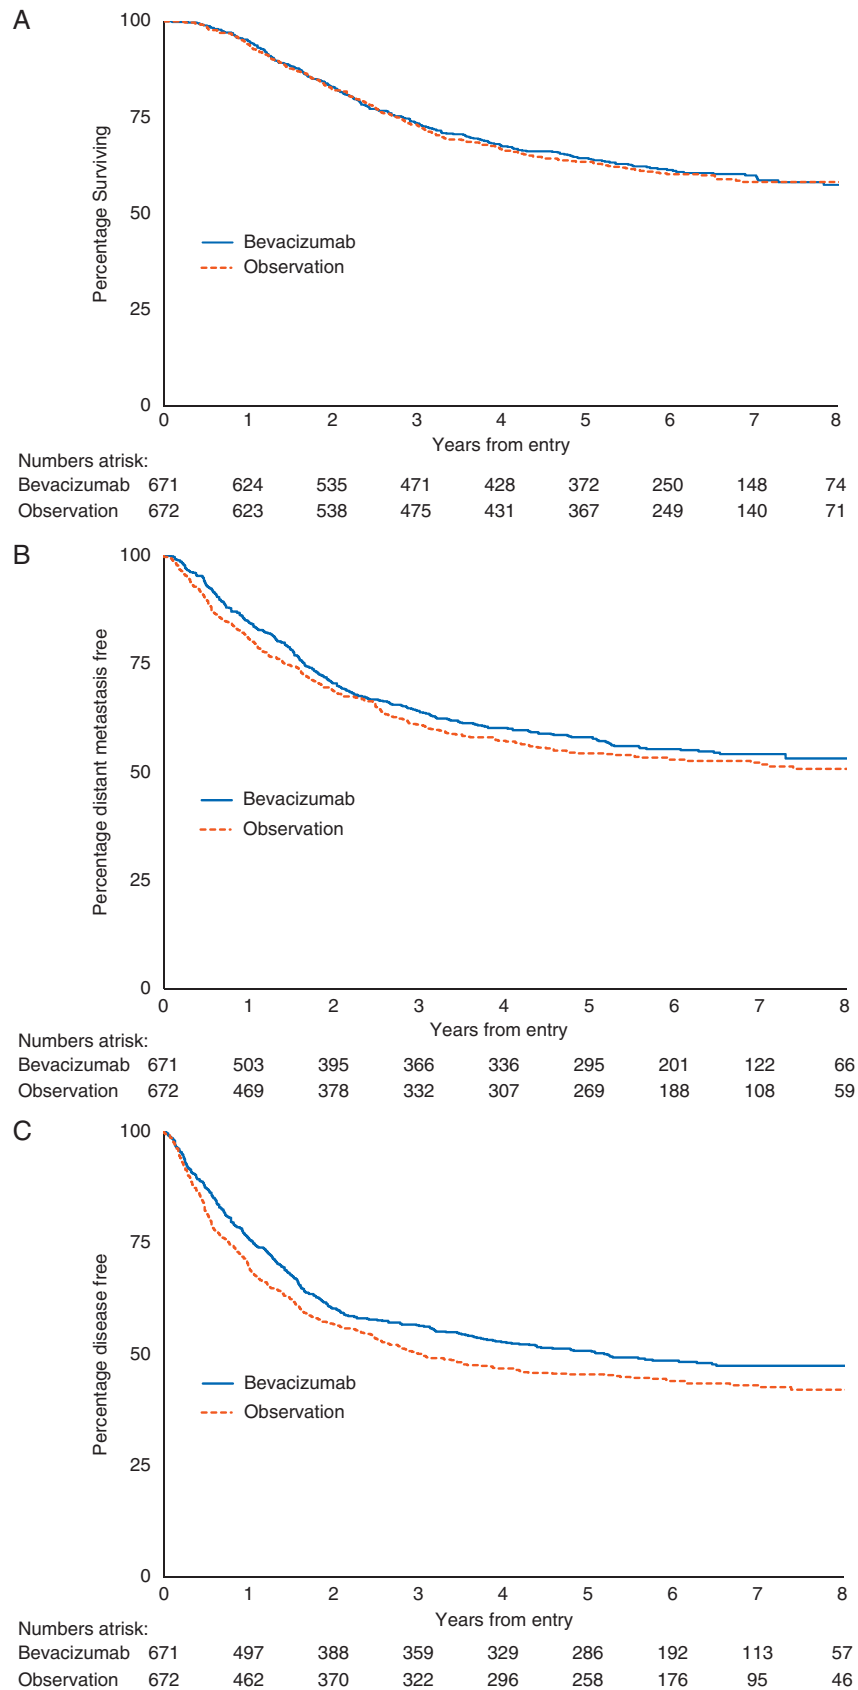 A
Percentage Surviving
100
75
50
25
0
Bevacizumab
Observation
0 1 2 3 4 5 6 7 8
Years from entry
Numbers atrisk:
Bevacizumab 671 624 535 471 428 372 250 148 74
Observation 672 623 538 475 431 367 249 140 71
B
Percentage distant metastasis free
100
75
50
25
0
Bevacizumab
Observation
0 1 2 3 4 5 6 7 8
Years from entry
Numbers atrisk:
Bevacizumab 671 503 395 366 336 295 201 122 66
Observation 672 469 378 332 307 269 188 108 59
C
Percentage disease free
100
75
50
25
0
Bevacizumab
Observation
0 1 2 3 4 5 6 7 8
Years from entry
Numbers atrisk:
Bevacizumab 671 497 388 359 329 286 192 113 57
Observation 672 462 370 322 296 258 176 95 46